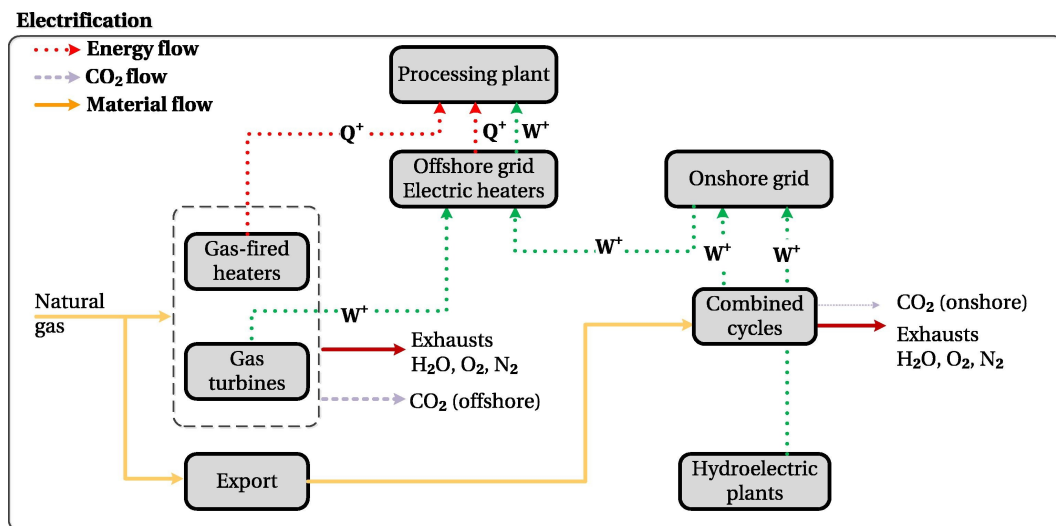 Electrification
Energy flow
CO₂ flow
Material flow
Processing plant
Q⁺
Q⁺
W⁺
Offshore grid
Electric heaters
Onshore grid
W⁺
W⁺
W⁺
Gas-fired
heaters
Natural
gas
W⁺
Combined
cycles
CO₂ (onshore)
Exhausts
H₂O, O₂, N₂
Gas
turbines
Exhausts
H₂O, O₂, N₂
CO₂ (offshore)
Export
Hydroelectric
plants